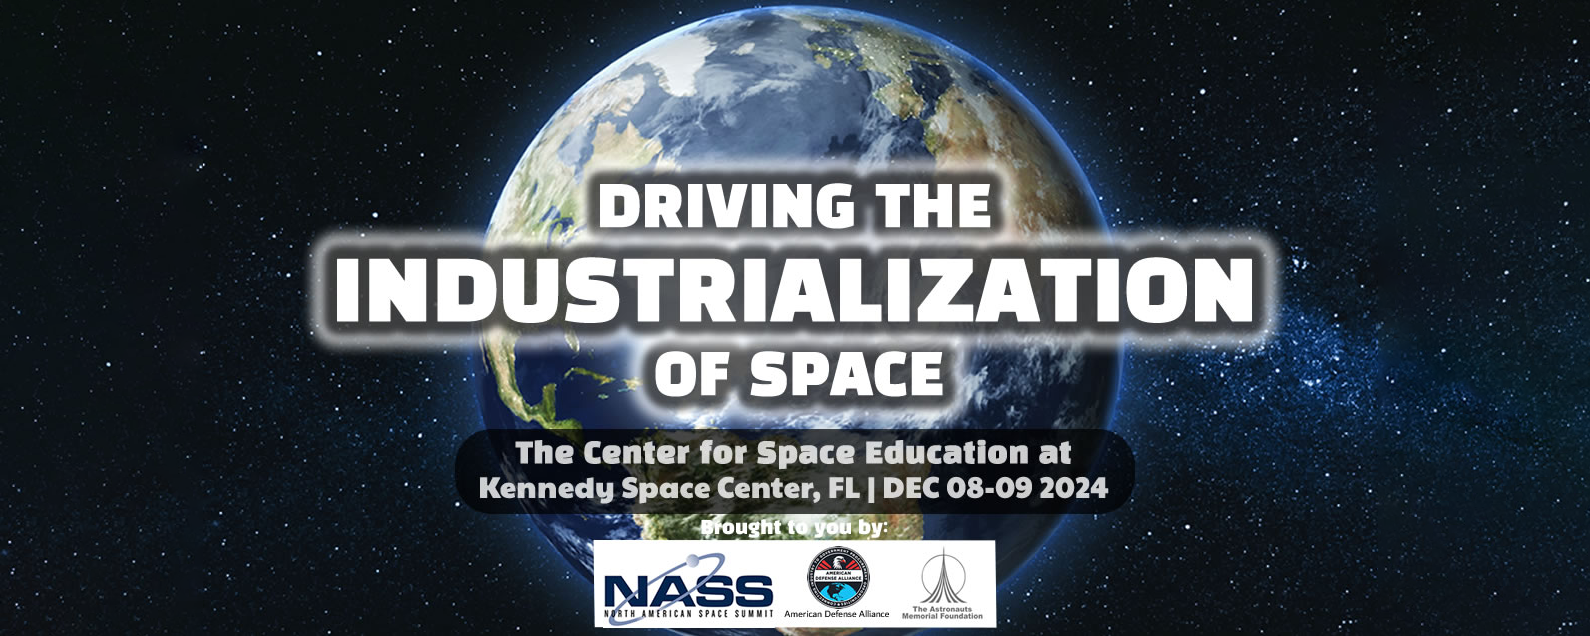 DRIVING THE
INDUSTRIALIZATION
OF SPACE
The Center for Space Education at
Kennedy Space Center, FL | DEC 08-09 2024
Brought to you by:
NASS
NORTH AMERICAN SPACE SUMMIT
AMERICAN
DEFENSE ALLIANCE
American Defense Alliance
The Astronauts
Memorial Foundation